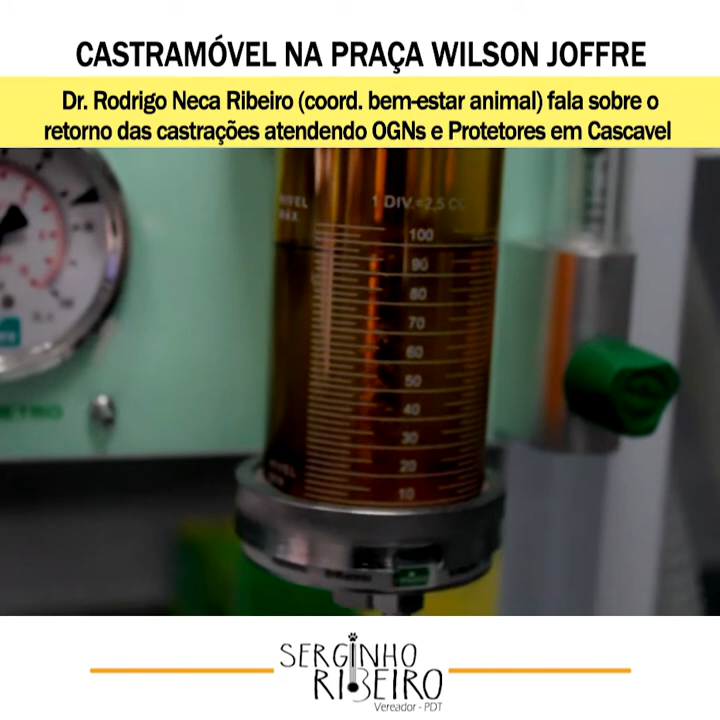 CASTRAMÓVEL NA PRAÇA WILSON JOFFRE
Dr. Rodrigo Neca Ribeiro (coord. bem-estar animal) fala sobre o
retorno das castrações atendendo OGNs e Protetores em Cascavel
NIVEL
MAX
1 DIV.=2,5 CC
100
90
80
70
60
50
40
30
20
10
SERGINHO
RIBEIRO
Vereador - PDT